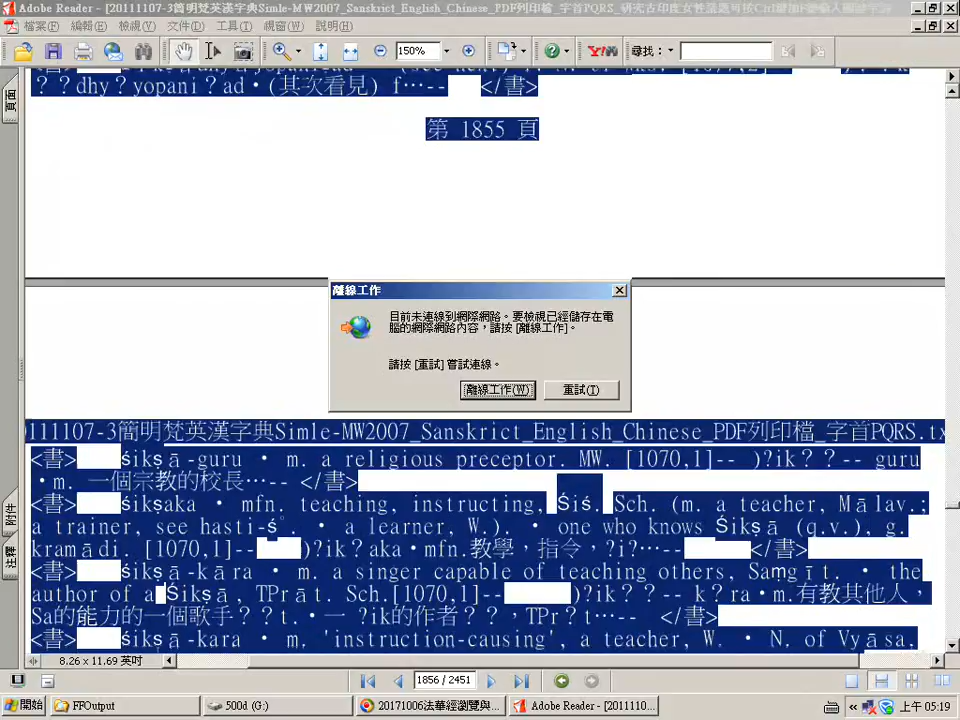 Adobe Reader - [20111107-3簡明梵英漢字典Simle-MW2007_Sanskrict_English_Chinese_PDF列印檔_字首PQRS_研究古印度女性
檔案(F) 編輯(E) 檢視(V) 文件(D) 工具(T) 視窗(W) 說明(H)
150% 尋找:
頁面
？？dhy？yopani？ad‧(其次看見) f…-- </書>
第 1855 頁
離線工作
目前未連線到網際網路。要檢視已經儲存在電
腦的網際網路內容，請按 [離線工作]。
請按 [重試] 嘗試連線。
離線工作(W) 重試(T)
111107-3簡明梵英漢字典Simle-MW2007_Sanskrict_English_Chinese_PDF列印檔_字首PQRS.tx
<書> śikṣā-guru ‧ m. a religious preceptor. MW. [1070,1]-- )?ik？？-- guru
‧m. 一個宗教的校長…-- </書>
<書> śikṣaka ‧ mfn. teaching, instructing, Śiś. Sch. (m. a teacher, Mālav.;
a trainer, see hasti-ś°. ‧ a learner, W.). ‧ one who knows Śikṣā (q.v.), g.
kramādi. [1070,1]-- )?ik？aka‧mfn.教學，指令，?i?…-- </書>
<書> śikṣā-kāra ‧ m. a singer capable of teaching others, Saṃgīt. ‧ the
author of a Śikṣā, TPrāt. Sch.[1070,1]-- )?ik？？-- k？ra‧m.有教其他人，
Sa的能力的一個歌手？？t.‧一 ?ik的作者？？，TPr？t…-- </書>
<書> śikṣā-kara ‧ m. 'instruction-causing', a teacher, W. ‧ N. of Vyāsa,
附件
注釋
8.26 x 11.69 英吋
1856 / 2451
開始 FFOutput 500d (G:) 20171006法華經瀏覽與... Adobe Reader - [2011110... 上午 05:19